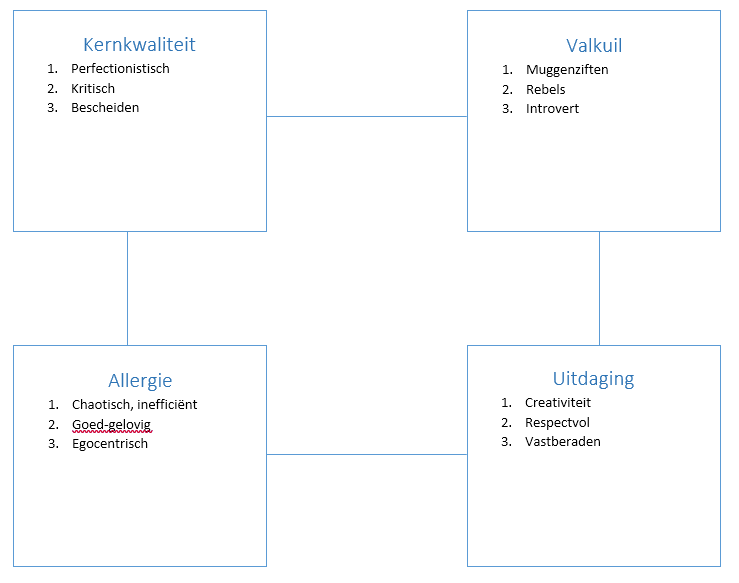 Kernkwaliteit
1. Perfectionistisch
2. Kritisch
3. Bescheiden
Valkuil
1. Muggenziften
2. Rebels
3. Introvert
Allergie
1. Chaotisch, inefficiënt
2. Goed-gelovig
3. Egocentrisch
Uitdaging
1. Creativiteit
2. Respectvol
3. Vastberaden